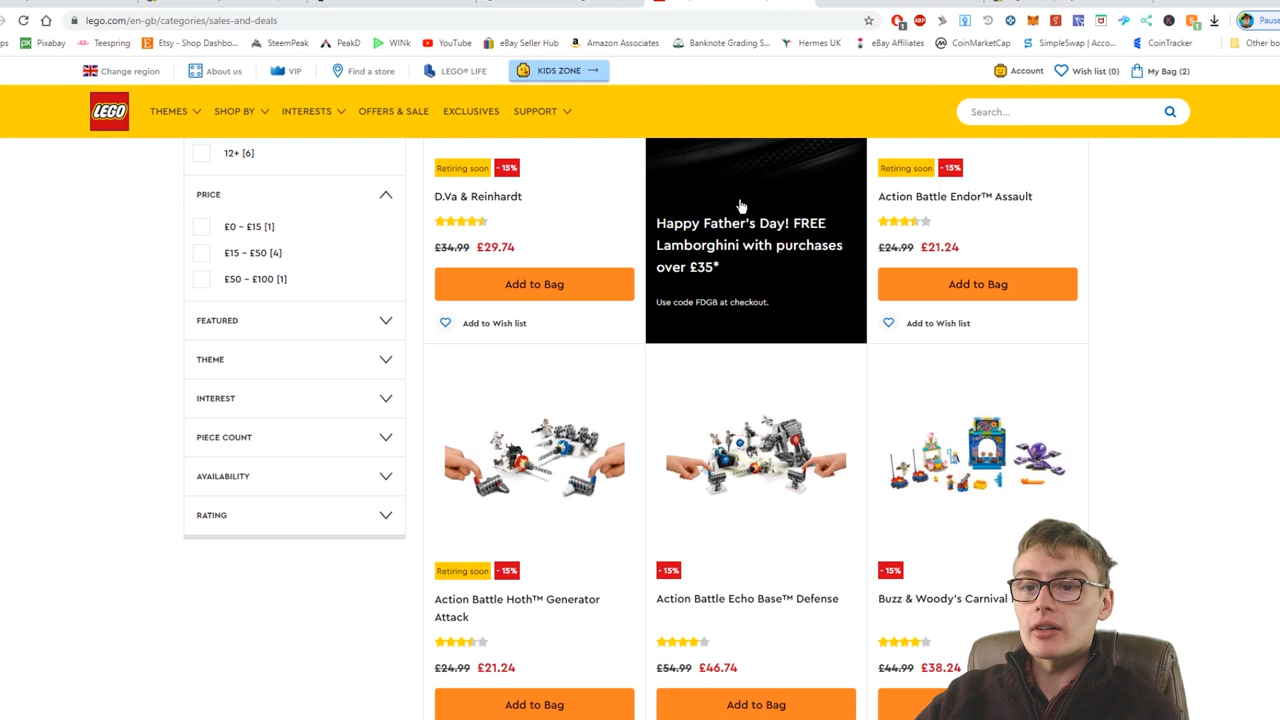 lego.com/en-gb/categories/sales-and-deals
Pause
ps Pixabay Teespring Etsy - Shop Dashbo... SteemPeak PeakD WINk YouTube eBay Seller Hub Amazon Associates Banknote Grading S... Hermes UK eBay Affiliates CoinMarketCap SimpleSwap | Acco... CoinTracker Other bo
Change region About us VIP Find a store LEGO® LIFE KIDS ZONE Account Wish list (0) My Bag (2)
LEGO THEMES SHOP BY INTERESTS OFFERS & SALE EXCLUSIVES SUPPORT Search...
12+ [6]
PRICE
£0 – £15 [1]
£15 – £50 [4]
£50 – £100 [1]
FEATURED
THEME
INTEREST
PIECE COUNT
AVAILABILITY
RATING
Retiring soon - 15%
D.Va & Reinhardt
£34.99 £29.74
Add to Bag
Add to Wish list
Happy Father's Day! FREE
Lamborghini with purchases
over £35*
Use code FDGB at checkout.
Retiring soon - 15%
Action Battle Endor™ Assault
£24.99 £21.24
Add to Bag
Add to Wish list
Retiring soon - 15%
Action Battle Hoth™ Generator
Attack
£24.99 £21.24
Add to Bag
- 15%
Action Battle Echo Base™ Defense
£54.99 £46.74
Add to Bag
- 15%
Buzz & Woody's Carnival
£44.99 £38.24